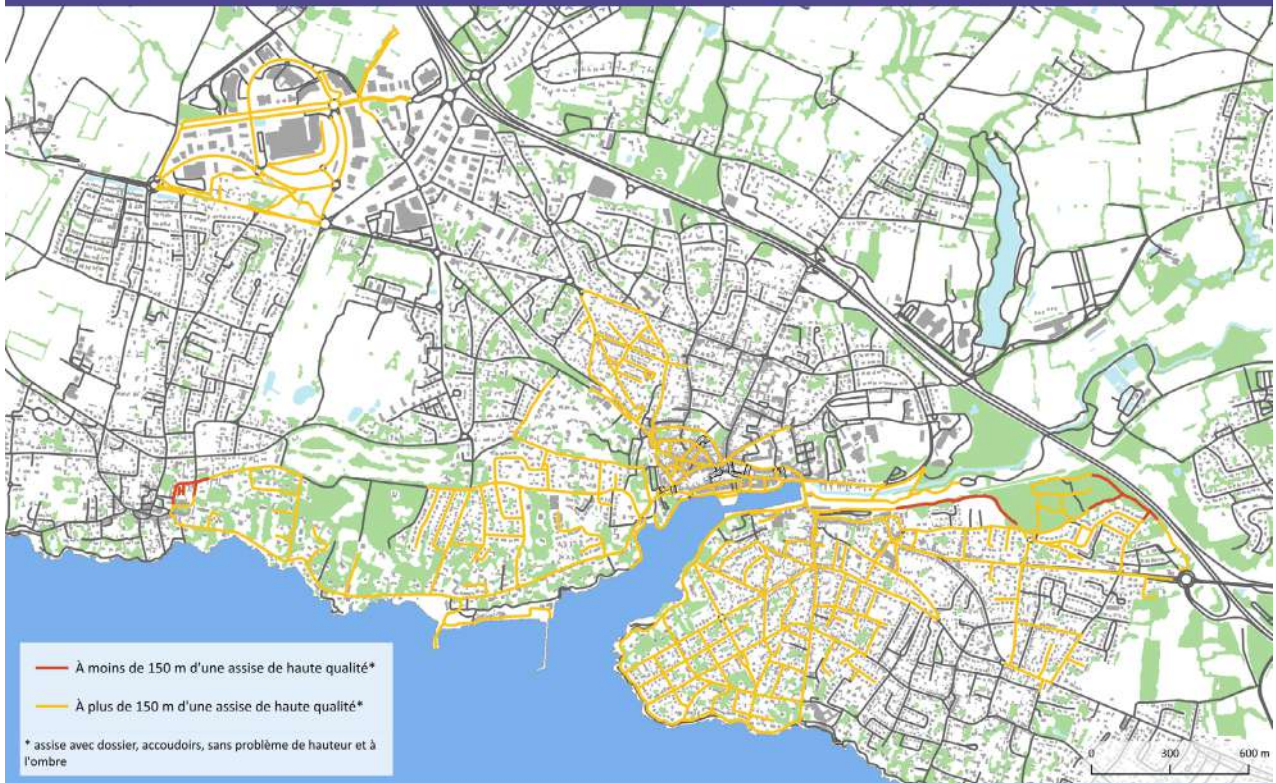 À moins de 150 m d'une assise de haute qualité*
À plus de 150 m d'une assise de haute qualité*
* assise avec dossier, accoudoirs, sans problème de hauteur et à
l'ombre
0 300 600 m